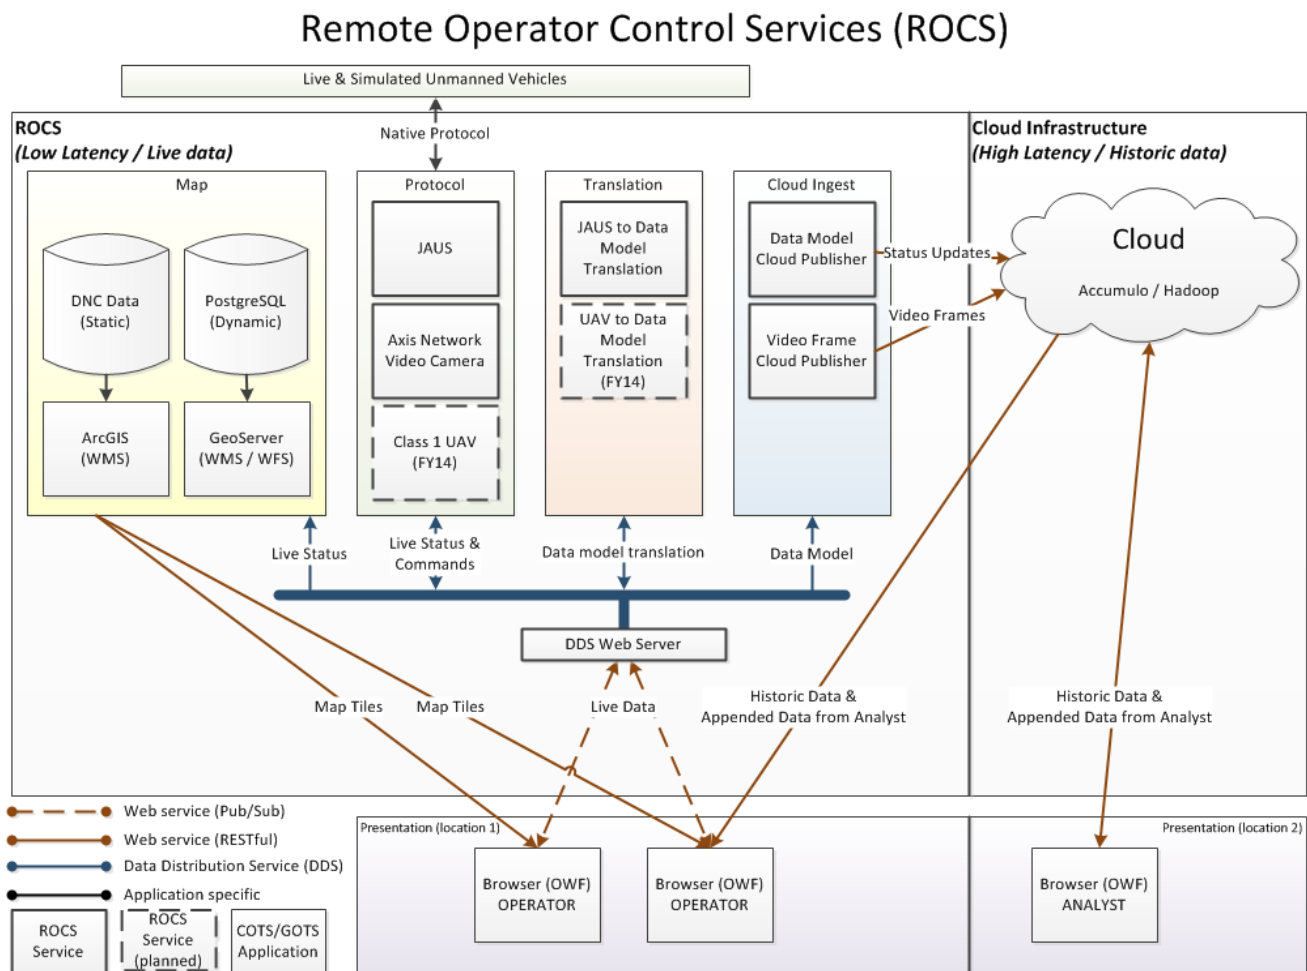 Remote Operator Control Services (ROCS)
Live & Simulated Unmanned Vehicles
Native Protocol
ROCS
(Low Latency / Live data)
Cloud Infrastructure
(High Latency / Historic data)
Map
DNC Data
(Static)
PostgreSQL
(Dynamic)
ArcGIS
(WMS)
GeoServer
(WMS / WFS)
Protocol
JAUS
Axis Network
Video Camera
Class 1 UAV
(FY14)
Translation
JAUS to Data
Model
Translation
UAV to Data
Model
Translation
(FY14)
Cloud Ingest
Data Model
Cloud Publisher
Video Frame
Cloud Publisher
Status Updates
Video Frames
Cloud
Accumulo / Hadoop
Live Status
Live Status &
Commands
Data model translation
Data Model
DDS Web Server
Map Tiles
Map Tiles
Live Data
Historic Data &
Appended Data from Analyst
Historic Data &
Appended Data from Analyst
Web service (Pub/Sub)
Web service (RESTful)
Data Distribution Service (DDS)
Application specific
ROCS
Service
ROCS
Service
(planned)
COTS/GOTS
Application
Presentation (location 1)
Browser (OWF)
OPERATOR
Browser (OWF)
OPERATOR
Presentation (location 2)
Browser (OWF)
ANALYST